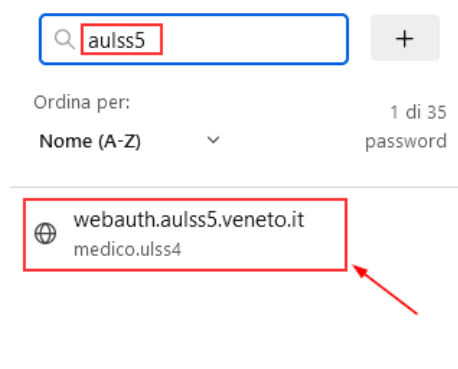 aulss5
+
Ordina per:
1 di 35
Nome (A-Z)
password
webauth.aulss5.veneto.it
medico.ulss4